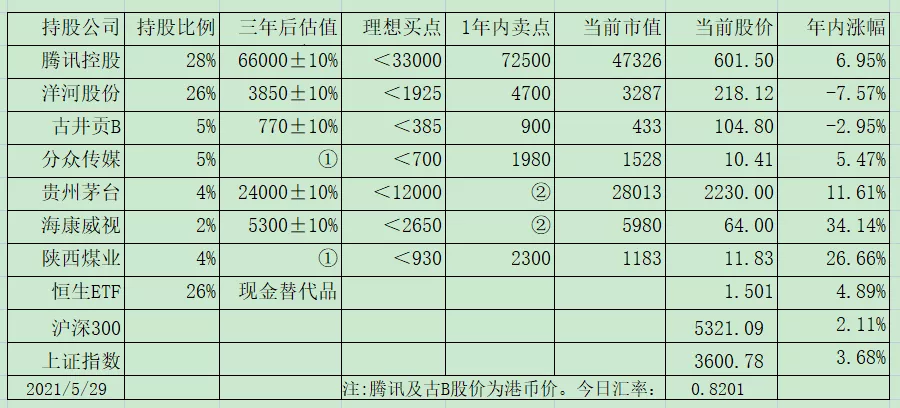 持股公司 持股比例 三年后估值 理想买点 1年内卖点 当前市值 当前股价 年内涨幅
腾讯控股 28% 66000±10% <33000 72500 47326 601.50 6.95%
洋河股份 26% 3850±10% <1925 4700 3287 218.12 -7.57%
古井贡B 5% 770±10% <385 900 433 104.80 -2.95%
分众传媒 5% ① <700 1980 1528 10.41 5.47%
贵州茅台 4% 24000±10% <12000 ② 28013 2230.00 11.61%
海康威视 2% 5300±10% <2650 ② 5980 64.00 34.14%
陕西煤业 4% ① <930 2300 1183 11.83 26.66%
恒生ETF 26% 现金替代品 1.501 4.89%
沪深300 5321.09 2.11%
上证指数 3600.78 3.68%
2021/5/29 注:腾讯及古B股价为港币价。今日汇率: 0.8201